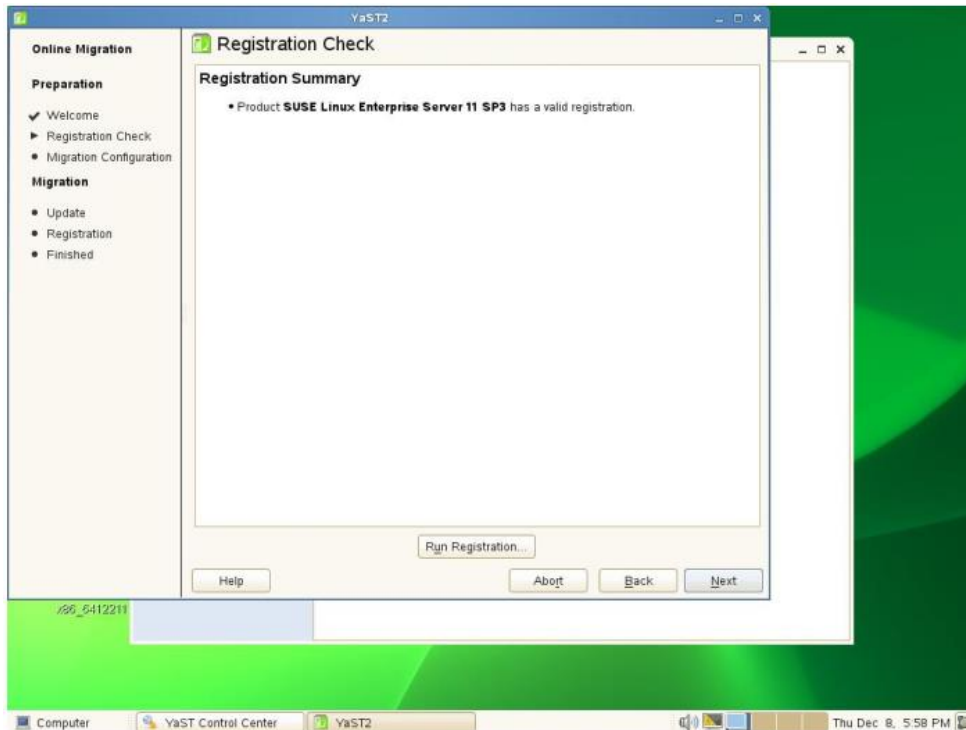 YaST2
Online Migration
Preparation
Welcome
Registration Check
Migration Configuration
Migration
Update
Registration
Finished
Registration Check
Registration Summary
• Product SUSE Linux Enterprise Server 11 SP3 has a valid registration.
Run Registration...
Help
Abort
Back
Next
x86_6412211
Computer
YaST Control Center
YaST2
Thu Dec 8, 5:58 PM